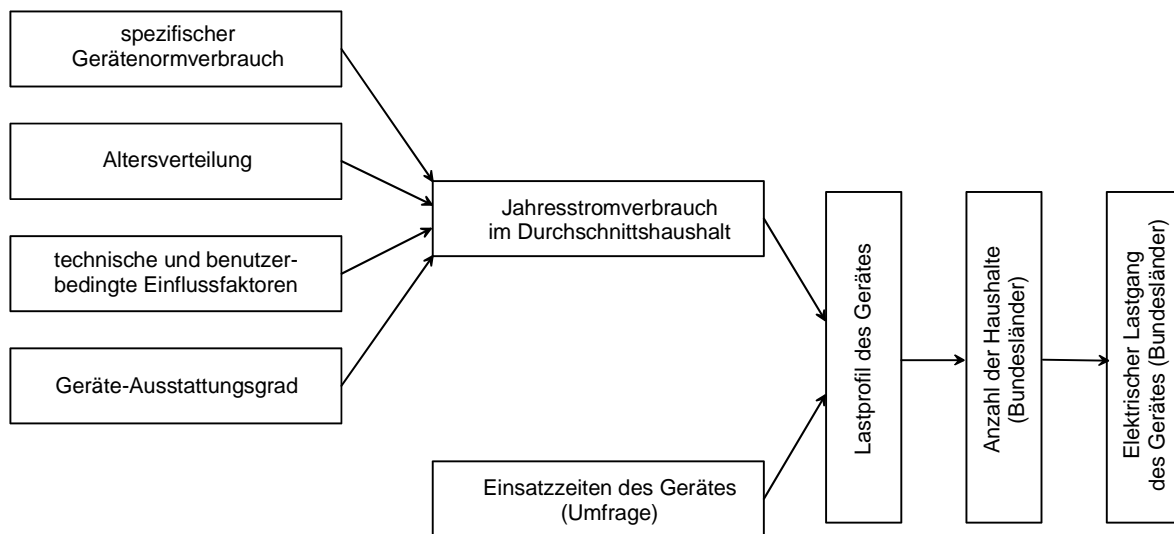 spezifischer
Gerätenormverbrauch
Altersverteilung
technische und benutzer-
bedingte Einflussfaktoren
Geräte-Ausstattungsgrad
Jahresstromverbrauch
im Durchschnittshaushalt
Einsatzzeiten des Gerätes
(Umfrage)
Lastprofil des Gerätes
Anzahl der Haushalte
(Bundesländer)
Elektrischer Lastgang
des Gerätes (Bundesländer)